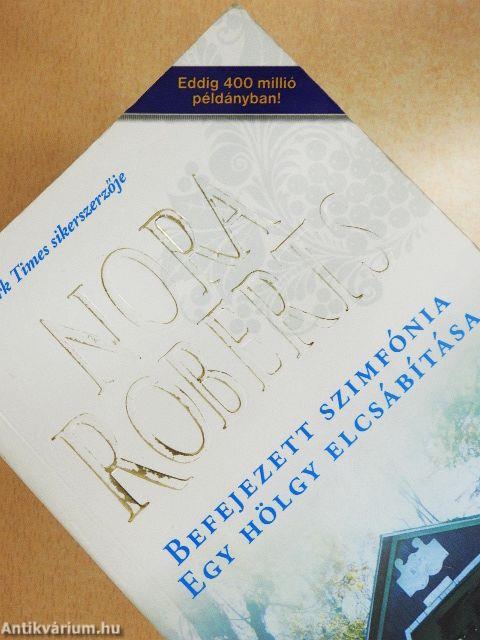 Eddig 400 millió
példányban!
Times sikerszerzője
NORA
ROBERTS
BEFEJEZETT SZIMFÓNIA
EGY HÖLGY ELCSÁBÍTÁSA
Antikvárium.hu